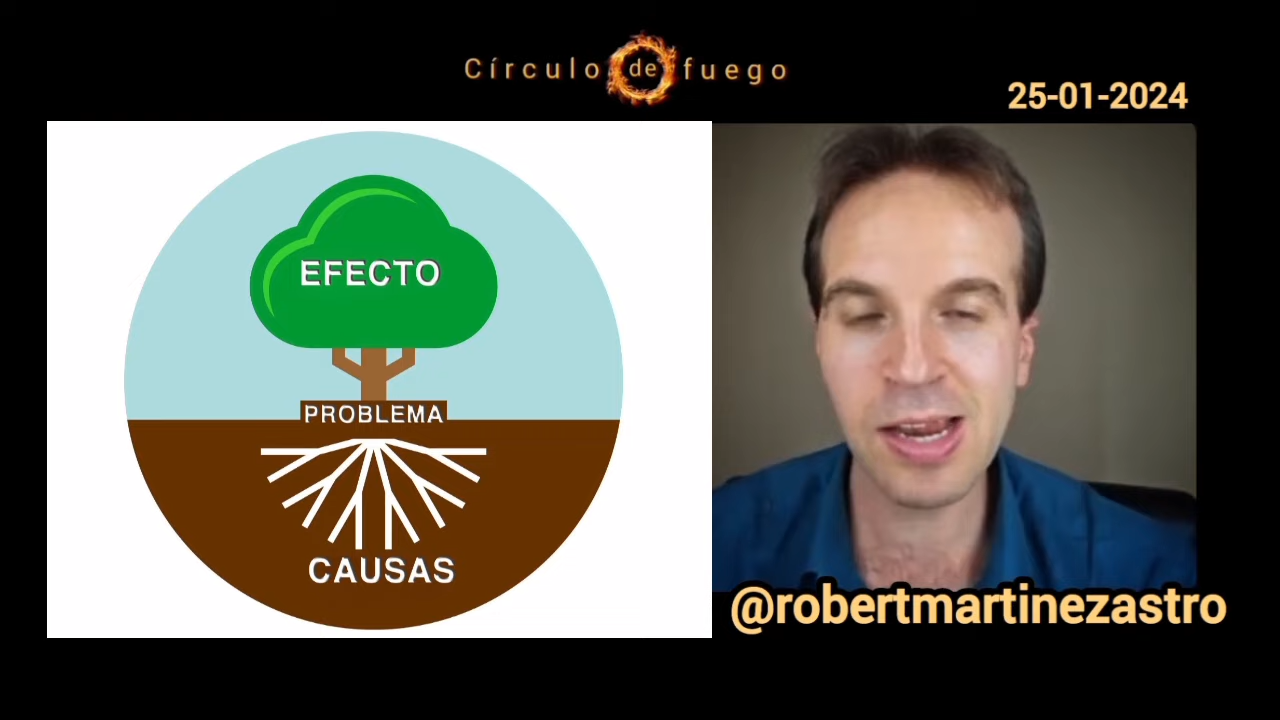 Círculo de fuego
25-01-2024
EFECTO
PROBLEMA
CAUSAS
@robertmartinezastro